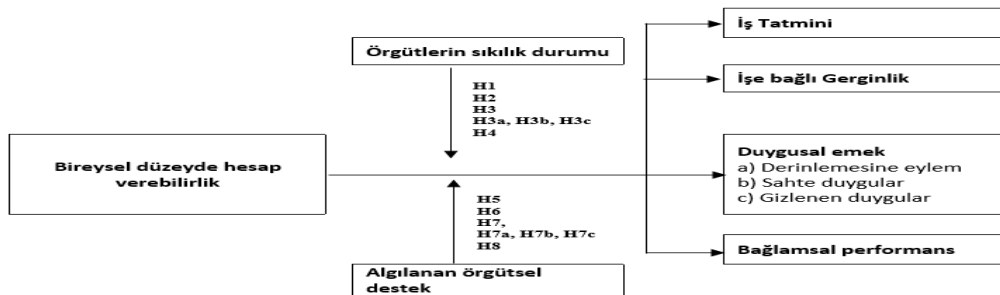 İş Tatmini
Örgütlerin sıkılık durumu
İşe bağlı Gerginlik
H1
H2
H3
H3a, H3b, H3c
H4
Bireysel düzeyde hesap
verebilirlik
Duygusal emek
a) Derinlemesine eylem
b) Sahte duygular
c) Gizlenen duygular
H5
H6
H7,
H7a, H7b, H7c
H8
Bağlamsal performans
Algılanan örgütsel
destek